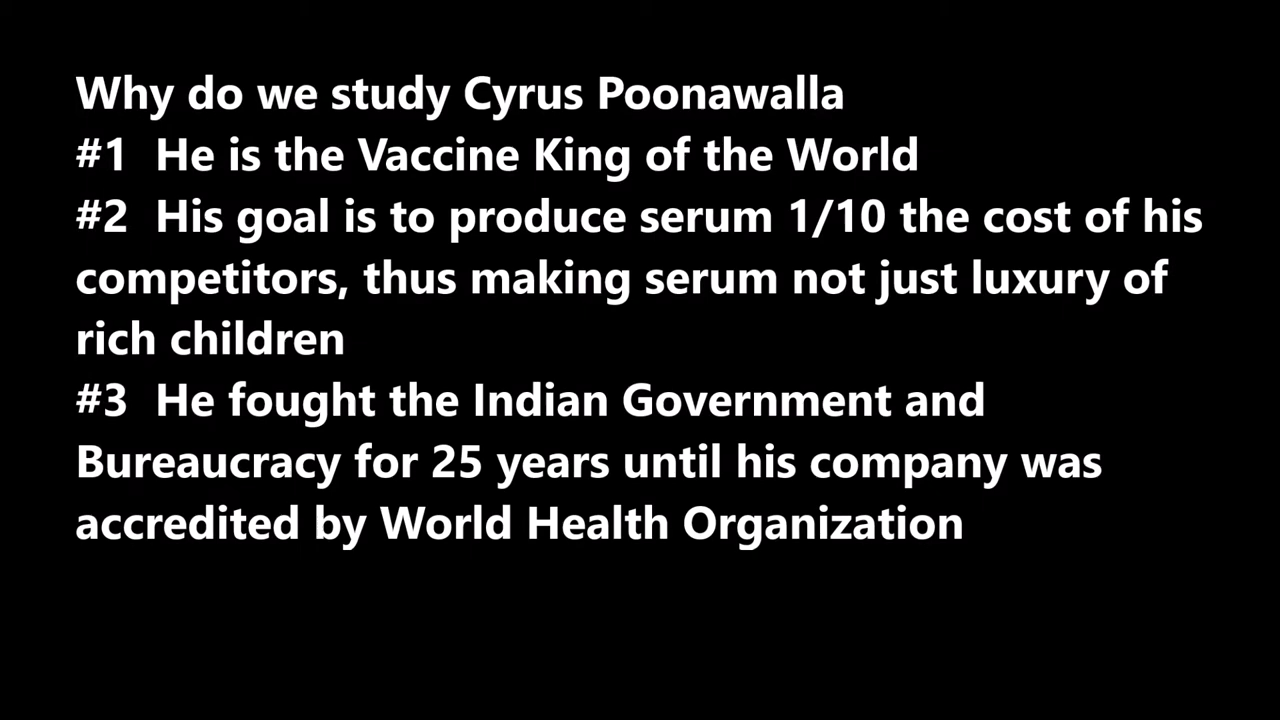 Why do we study Cyrus Poonawalla
#1 He is the Vaccine King of the World
#2 His goal is to produce serum 1/10 the cost of his
competitors, thus making serum not just luxury of
rich children
#3 He fought the Indian Government and
Bureaucracy for 25 years until his company was
accredited by World Health Organization